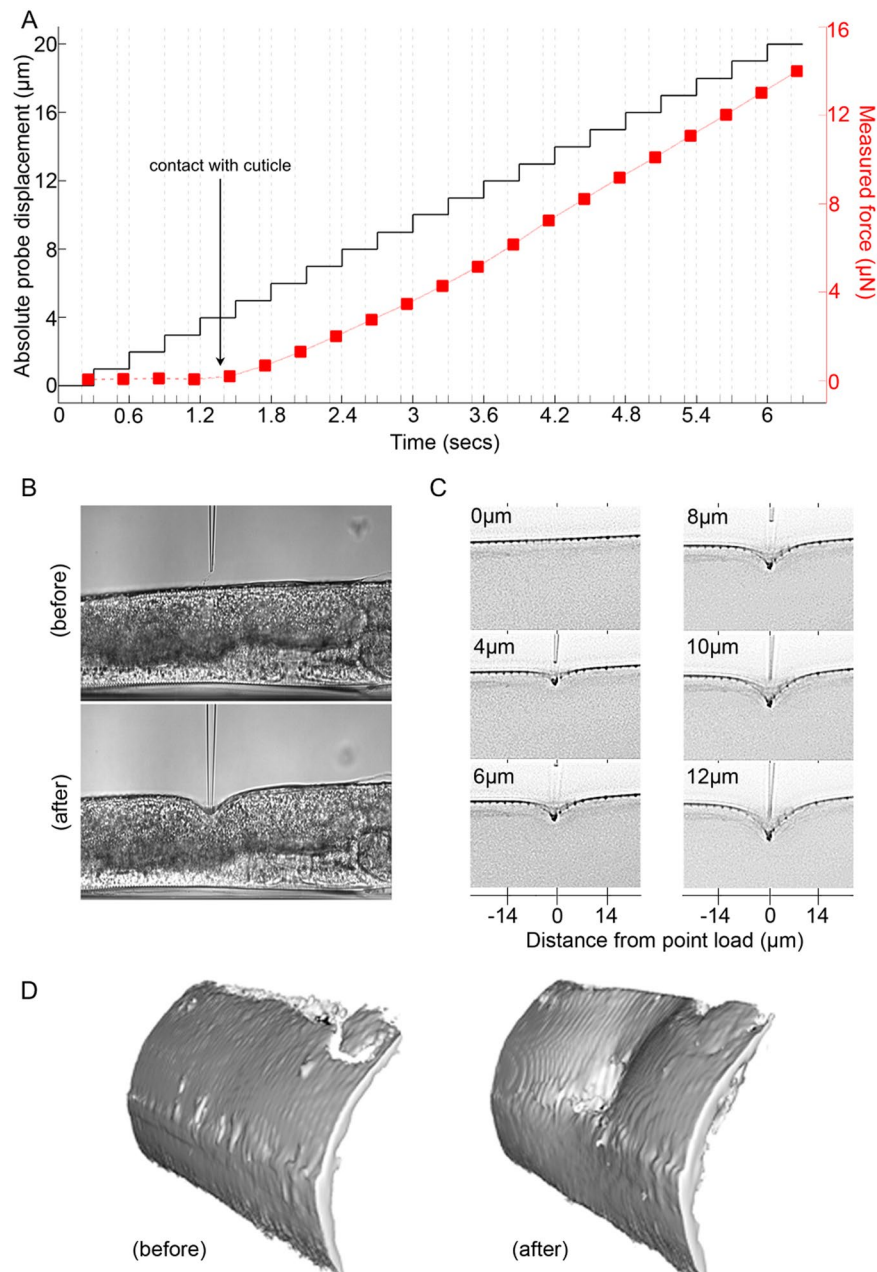 A
Absolute probe displacement (µm)
20
16
12
8
4
0
contact with cuticle
16
12
8
4
0
Measured force (µN)
0 0.6 1.2 1.8 2.4 3 3.6 4.2 4.8 5.4 6
Time (secs)
B
(before)
(after)
C
0µm 8µm
4µm 10µm
6µm 12µm
-14 0 14 -14 0 14
Distance from point load (µm)
D
(before) (after)